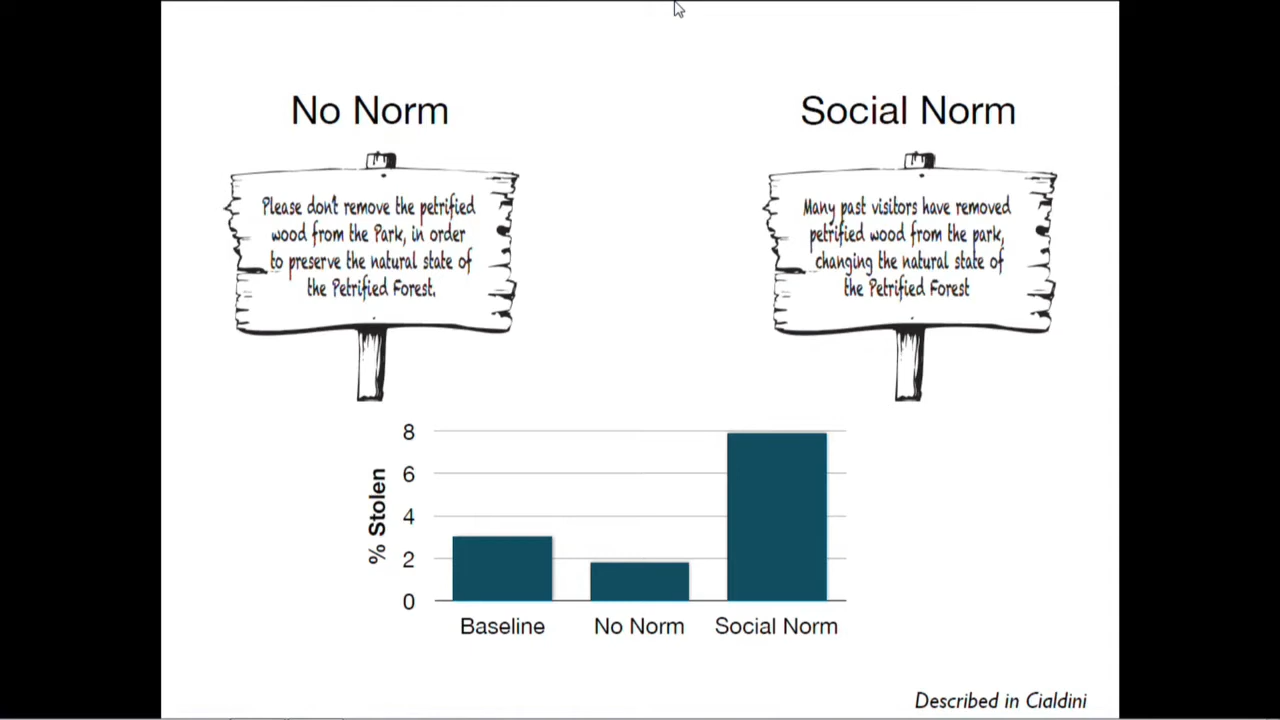 No Norm
Social Norm
Please don't remove the petrified
wood from the Park, in order
to preserve the natural state of
the Petrified Forest.
Many past visitors have removed
petrified wood from the park,
changing the natural state of
the Petrified Forest
% Stolen
8
6
4
2
0
Baseline
No Norm
Social Norm
Described in Cialdini